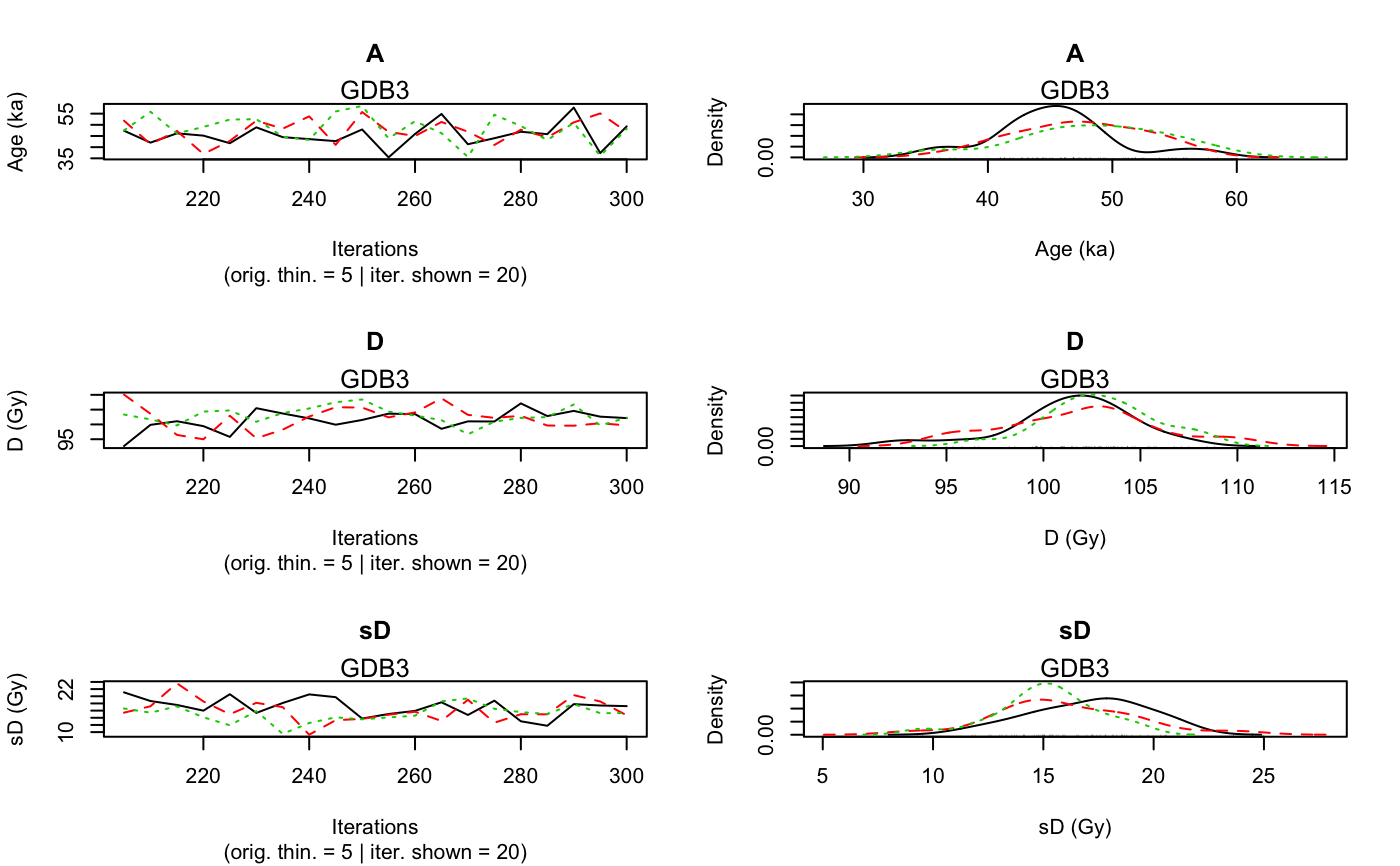 A
GDB3
Age (ka)
35 55
220 240 260 280 300
Iterations
(orig. thin. = 5 | iter. shown = 20)
A
GDB3
Density
0.00
30 40 50 60
Age (ka)
D
GDB3
D (Gy)
95
220 240 260 280 300
Iterations
(orig. thin. = 5 | iter. shown = 20)
D
GDB3
Density
0.00
90 95 100 105 110 115
D (Gy)
sD
GDB3
sD (Gy)
10 22
220 240 260 280 300
Iterations
(orig. thin. = 5 | iter. shown = 20)
sD
GDB3
Density
0.00
5 10 15 20 25
sD (Gy)